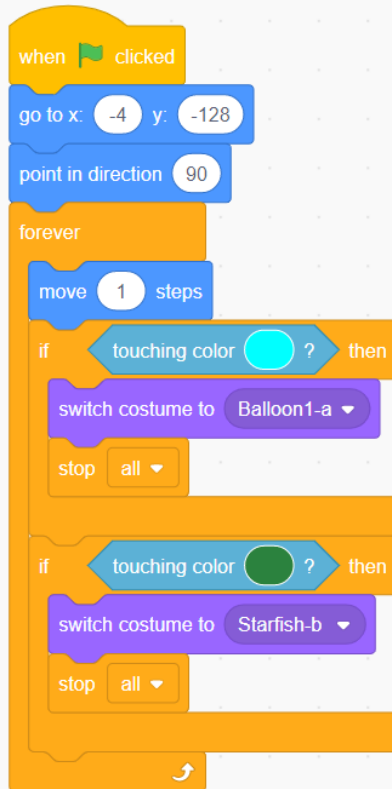 when clicked
go to x: -4 y: -128
point in direction 90
forever
move 1 steps
if touching color ? then
switch costume to Balloon1-a
stop all
if touching color ? then
switch costume to Starfish-b
stop all